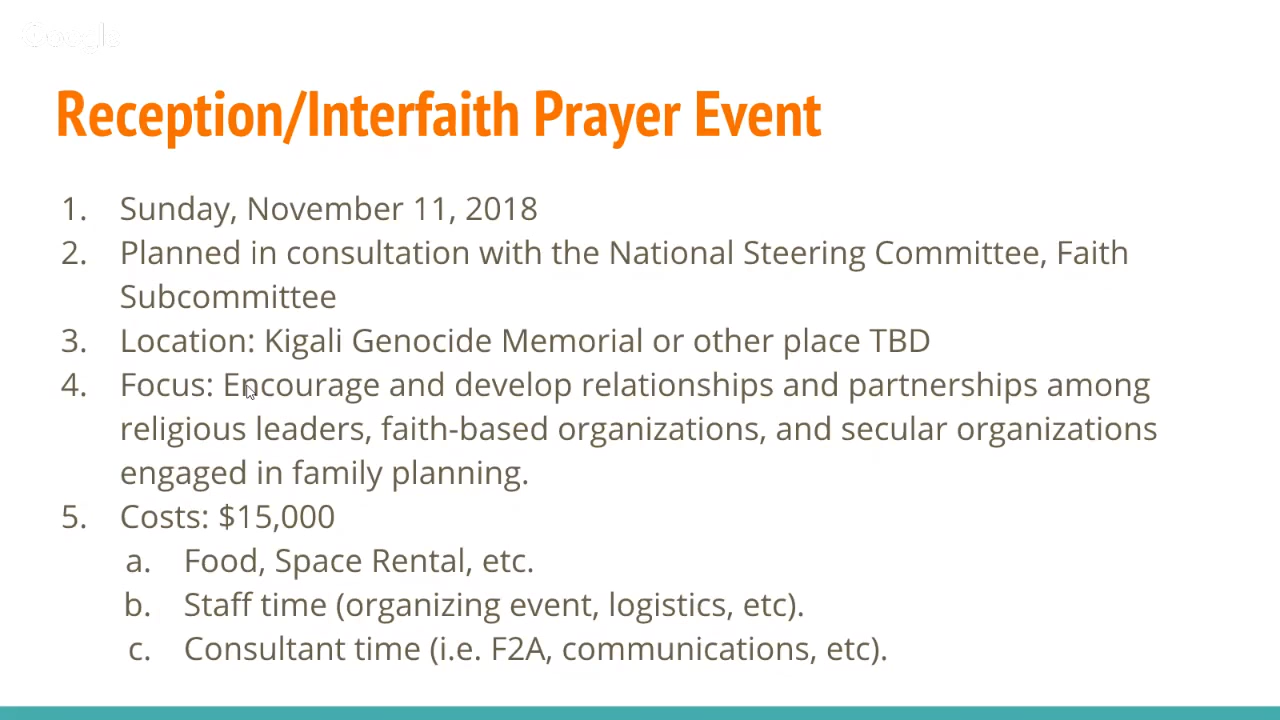 Google
Reception/Interfaith Prayer Event
1. Sunday, November 11, 2018
2. Planned in consultation with the National Steering Committee, Faith
Subcommittee
3. Location: Kigali Genocide Memorial or other place TBD
4. Focus: Encourage and develop relationships and partnerships among
religious leaders, faith-based organizations, and secular organizations
engaged in family planning.
5. Costs: $15,000
a. Food, Space Rental, etc.
b. Staff time (organizing event, logistics, etc).
c. Consultant time (i.e. F2A, communications, etc).